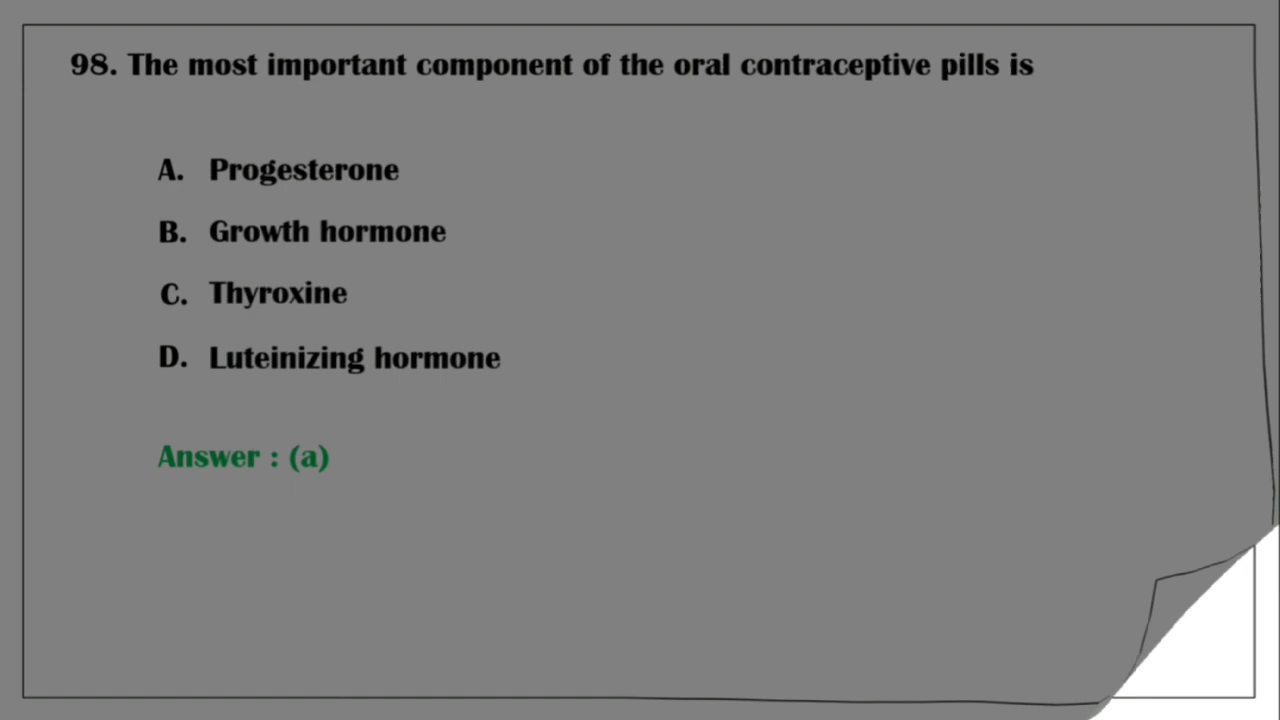 98. The most important component of the oral contraceptive pills is
A. Progesterone
B. Growth hormone
C. Thyroxine
D. Luteinizing hormone
Answer : (a)